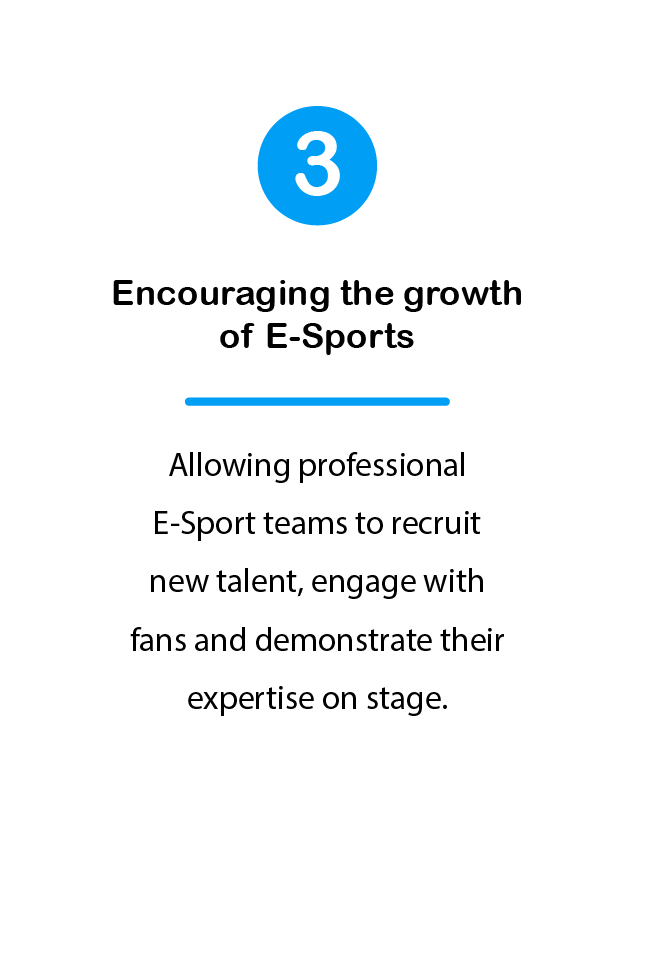 3
Encouraging the growth
of E-Sports
Allowing professional
E-Sport teams to recruit
new talent, engage with
fans and demonstrate their
expertise on stage.